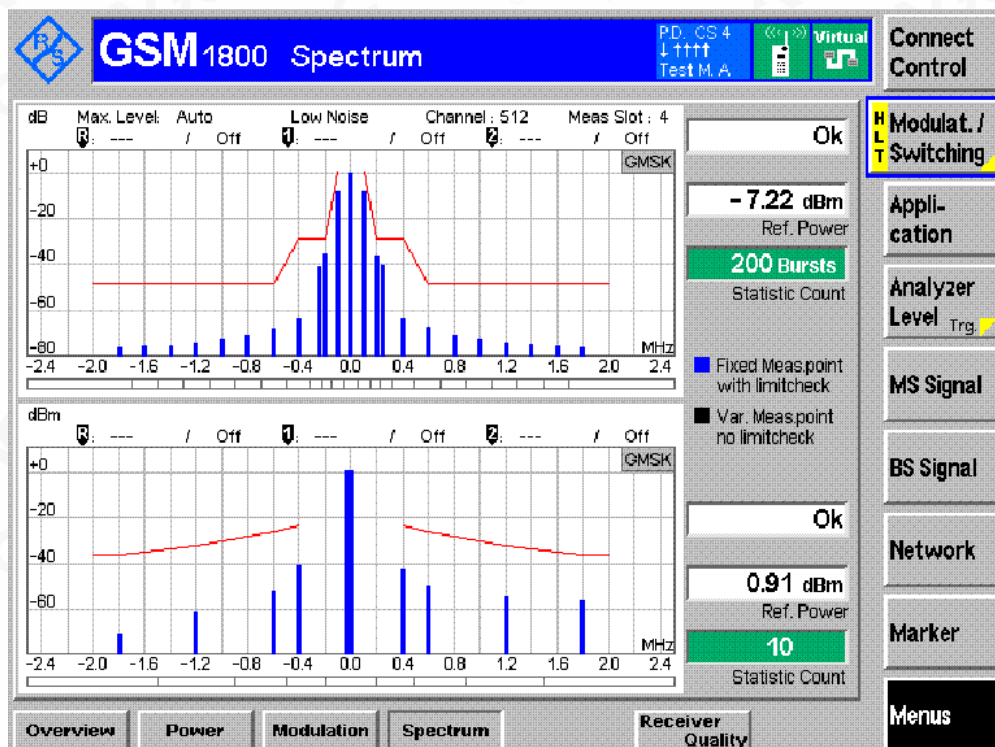 R/S
GSM 1800 Spectrum
P.D. CS 4
Test M. A
Virtual
Connect
Control
dB Max. Level: Auto Low Noise Channel : 512 Meas Slot : 4
R: --- / Off 1: --- / Off 2: --- / Off
GMSK
+0
-20
-40
-60
-80
MHz
-2.4 -2.0 -1.6 -1.2 -0.8 -0.4 0.0 0.4 0.8 1.2 1.6 2.0 2.4
Ok
-7.22 dBm
Ref. Power
200 Bursts
Statistic Count
Fixed Meas.point
with limitcheck
Var. Meas.point
no limitcheck
dBm
R: --- / Off 1: --- / Off 2: --- / Off
GMSK
+0
-20
-40
-60
MHz
-2.4 -2.0 -1.6 -1.2 -0.8 -0.4 0.0 0.4 0.8 1.2 1.6 2.0 2.4
Ok
0.91 dBm
Ref. Power
10
Statistic Count
HLT
Modulat. /
Switching
Appli-
cation
Analyzer
Level Trg.
MS Signal
BS Signal
Network
Marker
Menus
Overview
Power
Modulation
Spectrum
Receiver
Quality